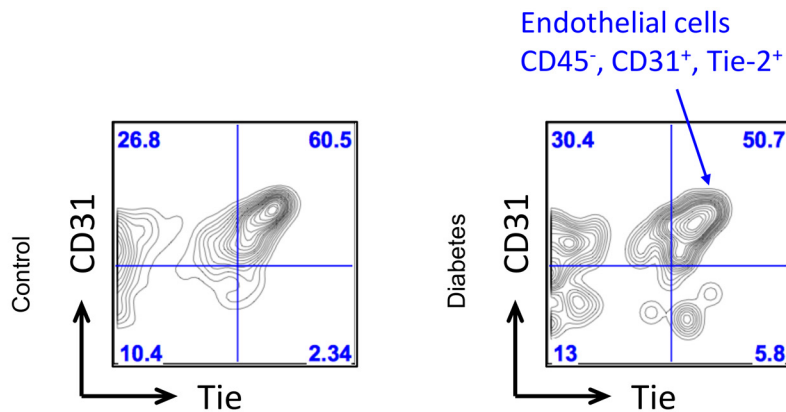 Endothelial cells
CD45⁻, CD31⁺, Tie-2⁺
26.8 60.5
30.4 50.7
Control
CD31
Diabetes
CD31
10.4 2.34
13 5.8
Tie
Tie